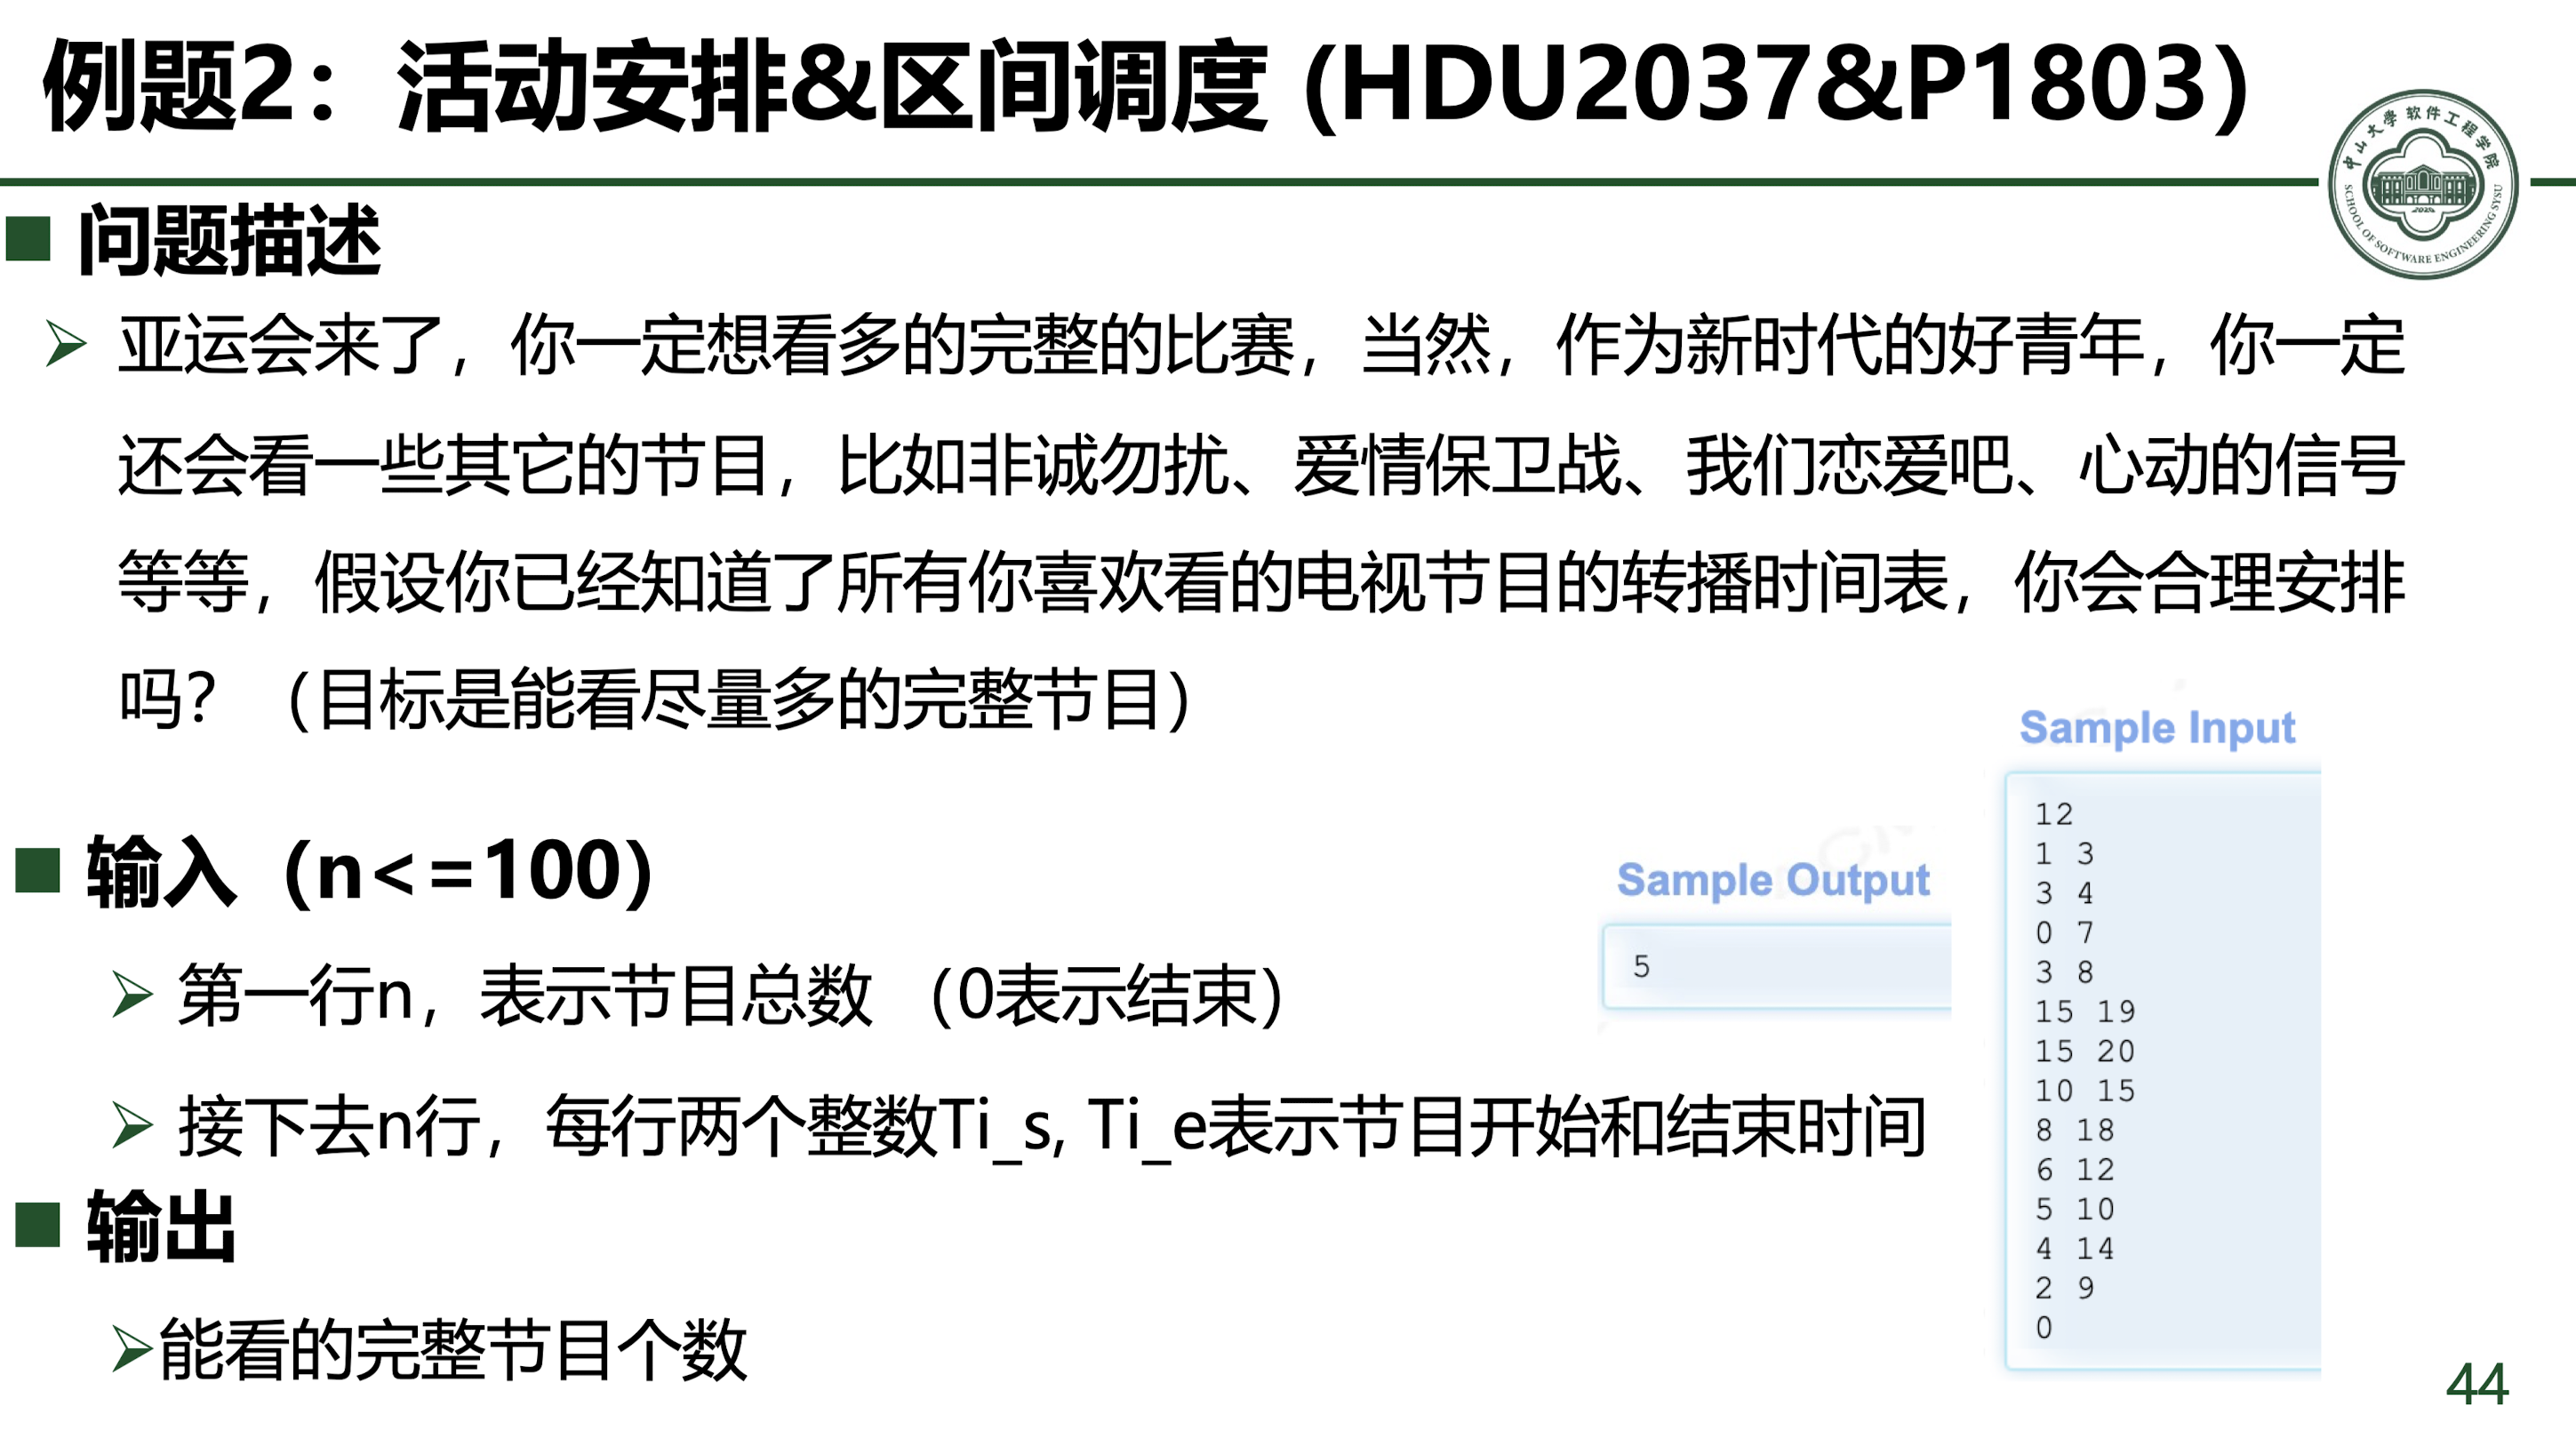 例题2：活动安排&区间调度 (HDU2037&P1803)
中山大学软件工程学院
SCHOOL OF SOFTWARE ENGINEERING SYSU
问题描述
亚运会来了，你一定想看多的完整的比赛，当然，作为新时代的好青年，你一定
还会看一些其它的节目，比如非诚勿扰、爱情保卫战、我们恋爱吧、心动的信号
等等，假设你已经知道了所有你喜欢看的电视节目的转播时间表，你会合理安排
吗？（目标是能看尽量多的完整节目）
输入（n<=100）
第一行n，表示节目总数 （0表示结束）
接下去n行，每行两个整数Ti_s, Ti_e表示节目开始和结束时间
输出
能看的完整节目个数
Sample Output
5
Sample Input
12
1 3
3 4
0 7
3 8
15 19
15 20
10 15
8 18
6 12
5 10
4 14
2 9
0
44